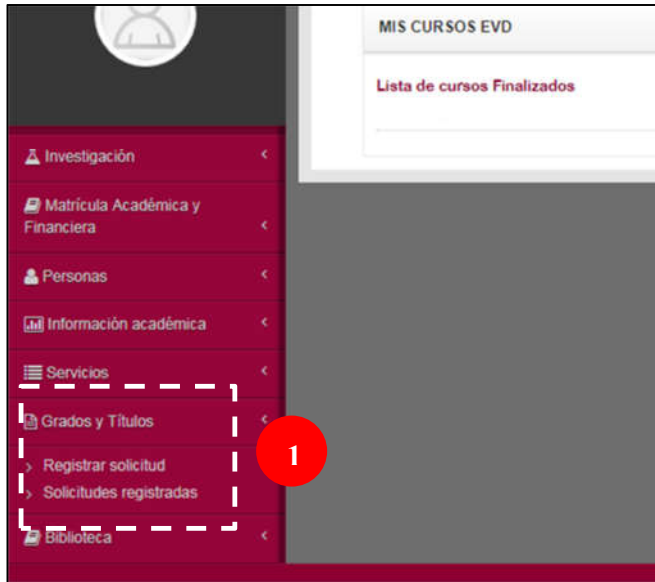 MIS CURSOS EVD
Lista de cursos Finalizados
Investigación
Matrícula Académica y
Financiera
Personas
Información académica
Servicios
Grados y Títulos
Registrar solicitud
Solicitudes registradas
Biblioteca
1